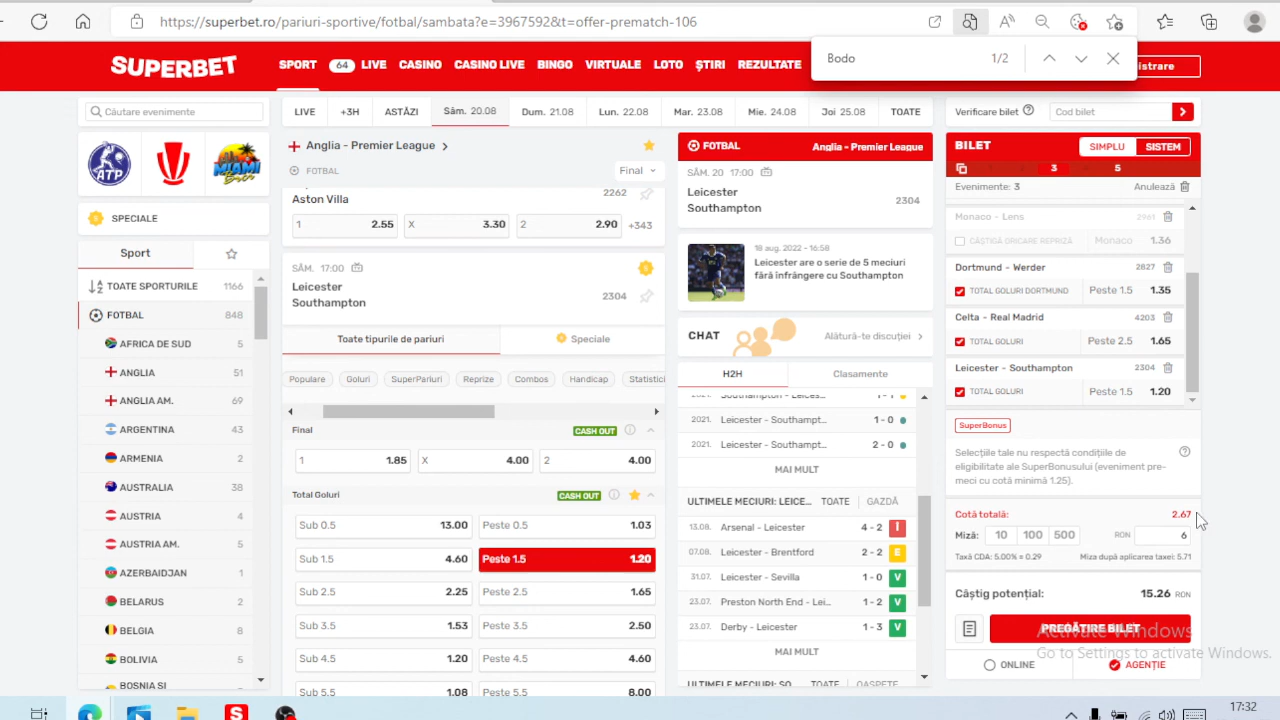 https://superbet.ro/pariuri-sportive/fotbal/sambata?e=3967592&t=offer-prematch-106
Bodo
1/2
SUPERBET
SPORT
64
LIVE
CASINO
CASINO LIVE
BINGO
VIRTUALE
LOTO
ȘTIRI
REZULTATE
Căutare evenimente
ATP
MIAMI
SPECIALE
Sport
TOATE SPORTURILE 1166
FOTBAL 848
AFRICA DE SUD 5
ANGLIA 51
ANGLIA AM. 69
ARGENTINA 43
ARMENIA 2
AUSTRALIA 38
AUSTRIA 4
AUSTRIA AM. 5
AZERBAIDJAN 1
BELARUS 2
BELGIA 8
BOLIVIA 5
BOSNIA ȘI
LIVE
+3H
ASTĂZI
Sâm. 20.08
Dum. 21.08
Lun. 22.08
Mar. 23.08
Mie. 24.08
Joi 25.08
TOATE
Anglia - Premier League
FOTBAL
Final
Aston Villa
2262
1 2.55 X 3.30 2 2.90 +343
SÂM. 17:00
Leicester
Southampton
2304
Toate tipurile de pariuri
Speciale
Populare
Goluri
SuperPariuri
Reprize
Combos
Handicap
Statistici
Final
CASH OUT
1 1.85 X 4.00 2 4.00
Total Goluri
CASH OUT
Sub 0.5 13.00 Peste 0.5 1.03
Sub 1.5 4.60 Peste 1.5 1.20
Sub 2.5 2.25 Peste 2.5 1.65
Sub 3.5 1.53 Peste 3.5 2.50
Sub 4.5 1.20 Peste 4.5 4.60
Sub 5.5 1.08 Peste 5.5 8.00
FOTBAL
Anglia - Premier League
SÂM. 20 17:00
Leicester
Southampton
2304
18 aug. 2022 - 16:58
Leicester are o serie de 5 meciuri
fără înfrângere cu Southampton
CHAT
Alătură-te discuției
H2H
Clasamente
2021. Southampton - Leices... 1 - 1
2021. Leicester - Southampt... 1 - 0
2021. Leicester - Southampt... 2 - 0
MAI MULT
ULTIMELE MECIURI: LEICE... TOATE GAZDĂ
13.08. Arsenal - Leicester 4 - 2 Î
07.08. Leicester - Brentford 2 - 2 E
31.07. Leicester - Sevilla 1 - 0 V
23.07. Preston North End - Lei... 1 - 2 V
23.07. Derby - Leicester 1 - 3 V
MAI MULT
ULTIMELE MECIURI: SO... TOATE OASPETE
istrare
Verificare bilet
Cod bilet
BILET
SIMPLU
SISTEM
3
5
Evenimente: 3
Anulează
Monaco - Lens 2961
CÂȘTIGĂ ORICARE REPRIZĂ Monaco 1.36
Dortmund - Werder 2827
TOTAL GOLURI DORTMUND Peste 1.5 1.35
Celta - Real Madrid 4203
TOTAL GOLURI Peste 2.5 1.65
Leicester - Southampton 2304
TOTAL GOLURI Peste 1.5 1.20
SuperBonus
Selecțiile tale nu respectă condițiile de
eligibilitate ale SuperBonusului (eveniment pre-
meci cu cotă minimă 1.25).
Cotă totală: 2.67
Miză: 10 100 500 RON 6
Taxă CDA: 5.00% = 0.29 Miza după aplicarea taxei: 5.71
Câștig potențial: 15.26 RON
PREGĂTIRE BILET
Activate Windows
Go to Settings to activate Windows.
ONLINE
AGENȚIE
17:32